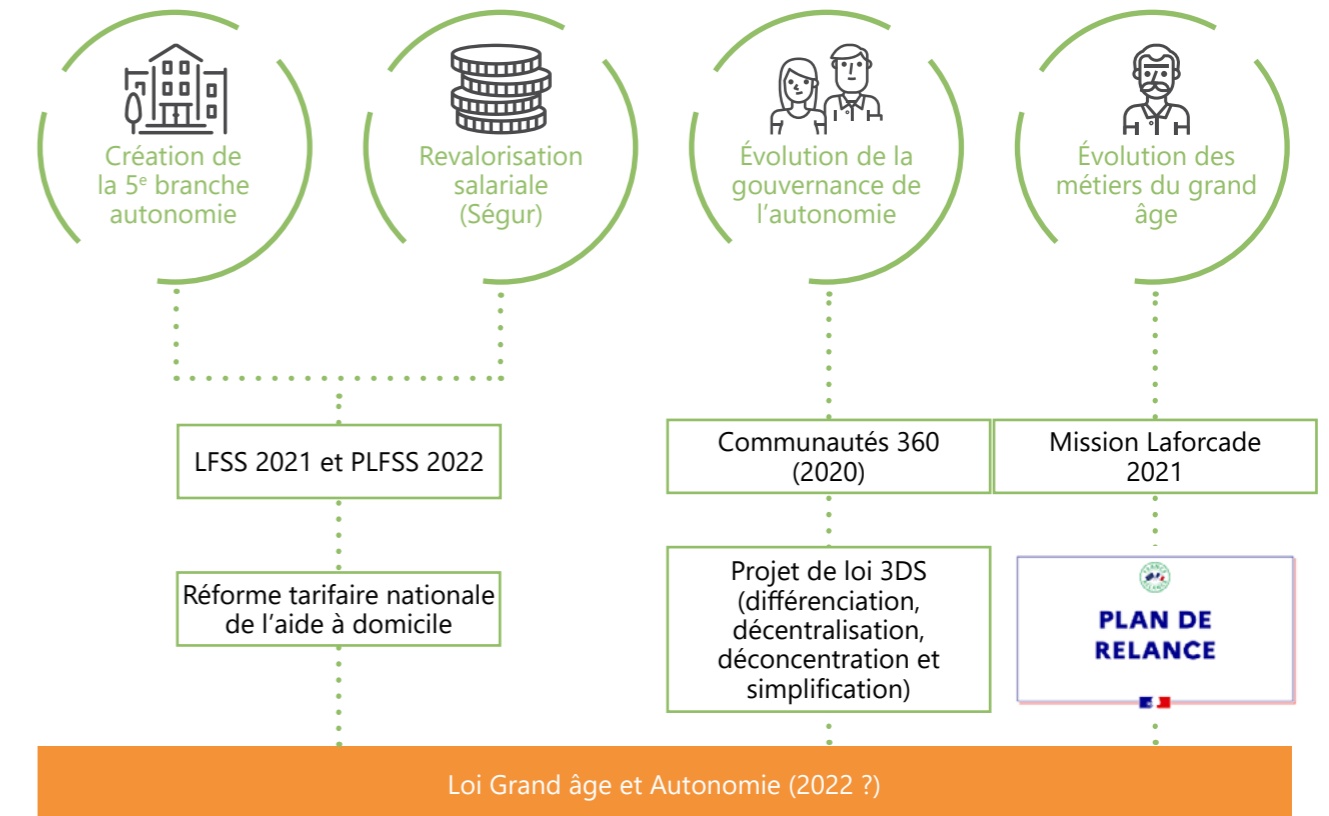 Création de
la 5e branche
autonomie
Revalorisation
salariale
(Ségur)
Évolution de la
gouvernance de
l'autonomie
Évolution des
métiers du grand
âge
LFSS 2021 et PLFSS 2022
Réforme tarifaire nationale
de l'aide à domicile
Communautés 360
(2020)
Projet de loi 3DS
(différenciation,
décentralisation,
déconcentration et
simplification)
Mission Laforcade
2021
FRANCE
RELANCE
PLAN DE
RELANCE
Loi Grand âge et Autonomie (2022 ?)